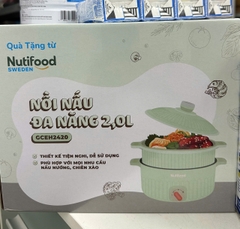 Quà Tặng từ
Nutifood
SWEDEN
NỒI NẤU
ĐA NĂNG 2,0L
GCEH2420
THIẾT KẾ TIỆN NGHI, DỄ SỬ DỤNG
PHÙ HỢP VỚI MỌI NHU CẦU
NẤU NƯỚNG, CHIÊN XÀO
Nutifood